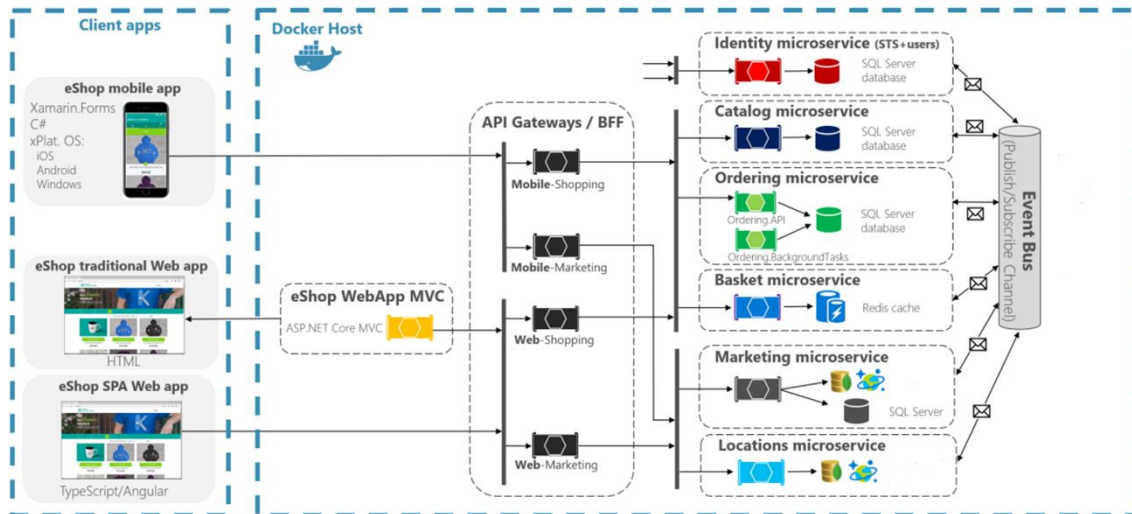 Client apps
eShop mobile app
Xamarin.Forms
C#
xPlat. OS:
iOS
Android
Windows
eShop traditional Web app
HTML
eShop SPA Web app
TypeScript/Angular
Docker Host
eShop WebApp MVC
ASP.NET Core MVC
API Gateways / BFF
Mobile-Shopping
Mobile-Marketing
Web-Shopping
Web-Marketing
Identity microservice (STS+users)
SQL Server
database
Catalog microservice
SQL Server
database
Ordering microservice
Ordering.API
SQL Server
database
Ordering.BackgroundTasks
Basket microservice
Redis cache
Marketing microservice
SQL Server
Locations microservice
Event Bus
(Publish/Subscribe Channel)